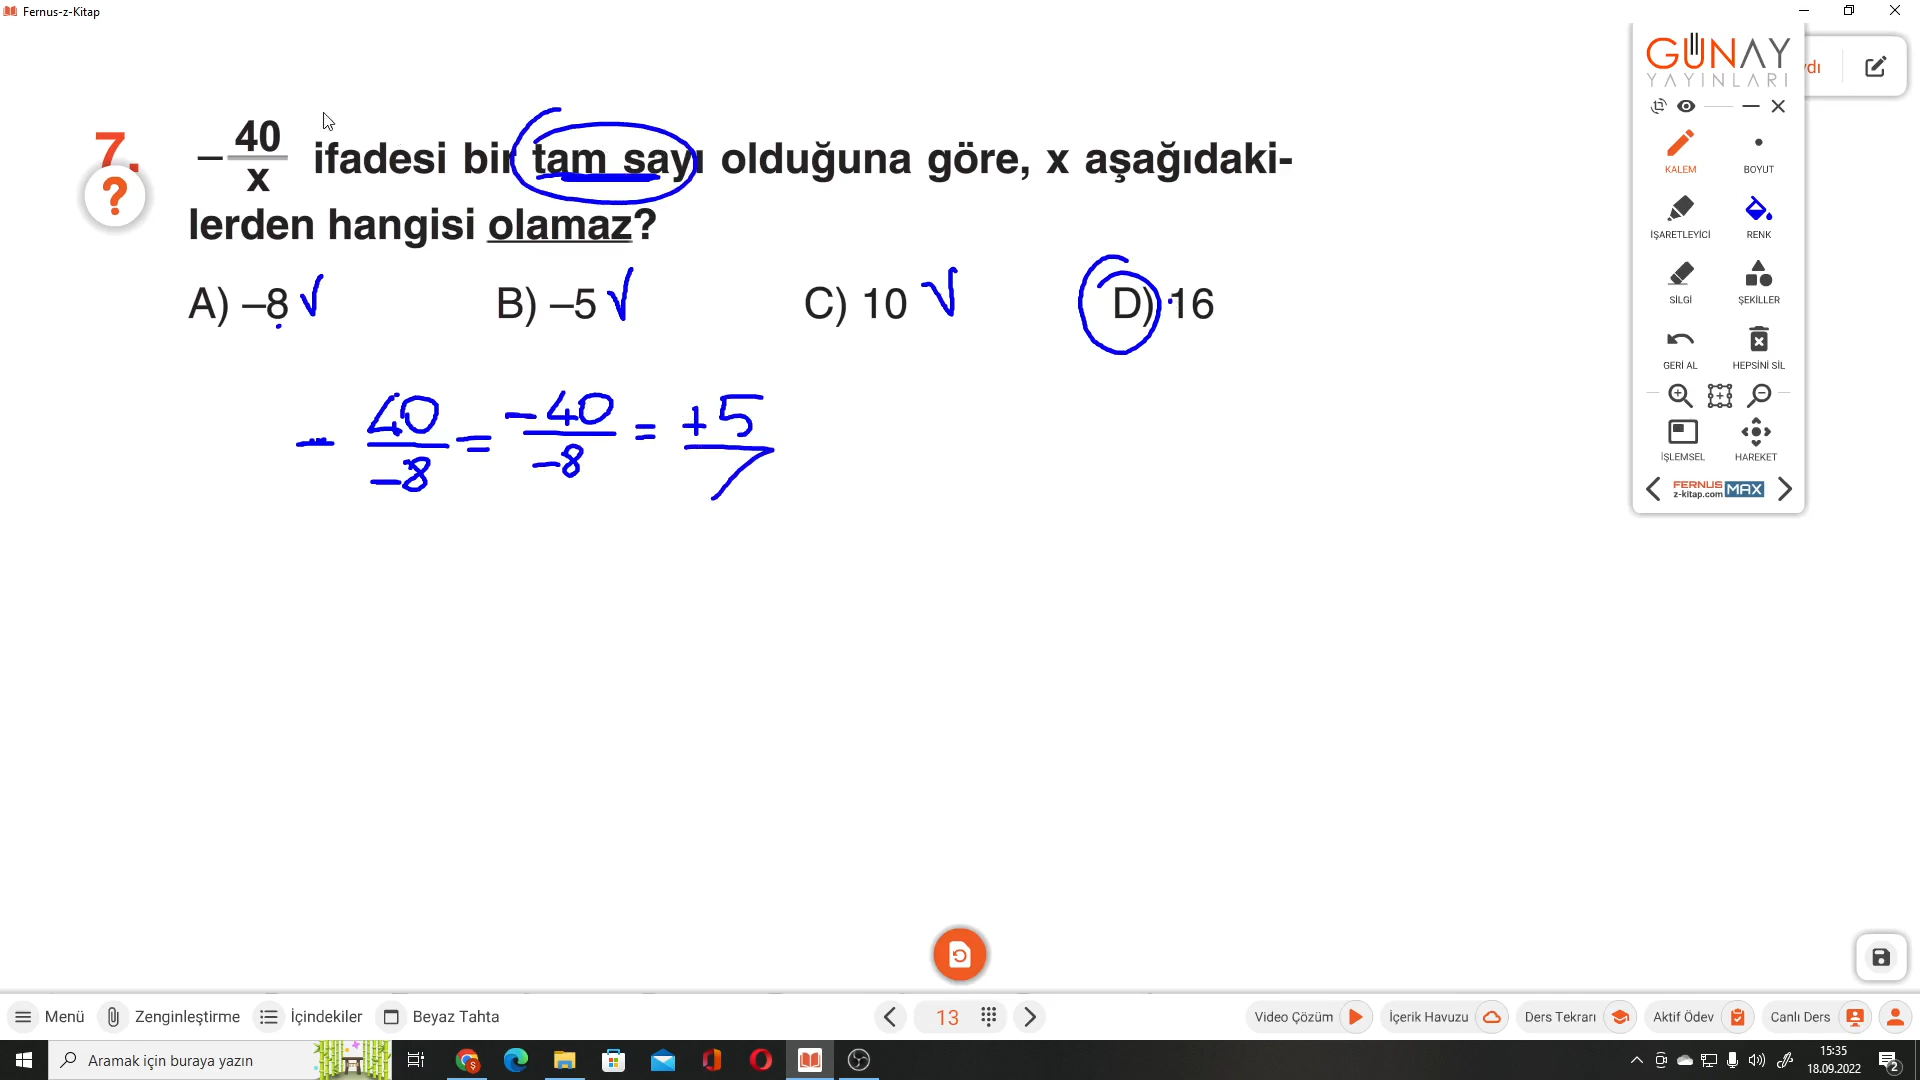 Fernus-z-Kitap
GÜNAY
YAYINLARI
ydı
7. –40/x ifadesi bir tam sayı olduğuna göre, x aşağıdaki-
?
lerden hangisi olamaz?
A) –8 √ B) –5 √ C) 10 √ D) 16
- 40/-8 = -40/-8 = +5
KALEM BOYUT
İŞARETLEYİCİ RENK
SİLGİ ŞEKİLLER
GERİ AL HEPSİNİ SİL
İŞLEMSEL HAREKET
FERNUS
z-kitap.com MAX
Menü Zenginleştirme İçindekiler Beyaz Tahta 13 Video Çözüm İçerik Havuzu Ders Tekrarı Aktif Ödev Canlı Ders
Aramak için buraya yazın
15:35
18.09.2022
2